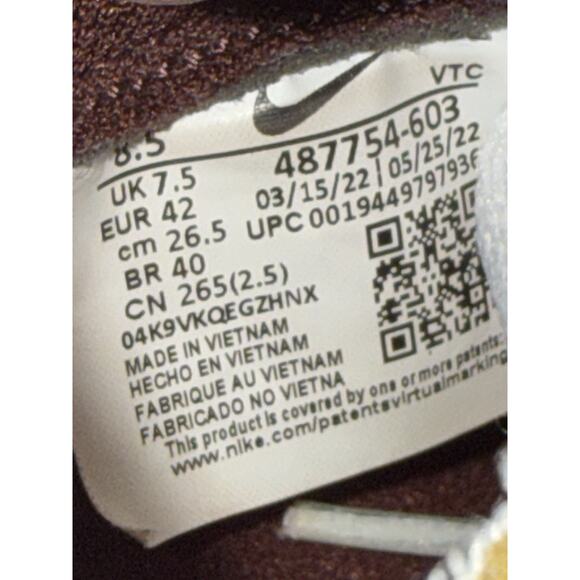 VTC
8.5
UK 7.5
EUR 42
cm 26.5
BR 40
CN 265(2.5)
487754-603
03/15/22 | 05/25/22
UPC 0019449797936
04K9VKQEGZHNX
MADE IN VIETNAM
HECHO EN VIETNAM
FABRIQUE AU VIETNAM
FABRICADO NO VIETNA
This product is covered by one or more patents:
www.nike.com/patentsvirtualmarking